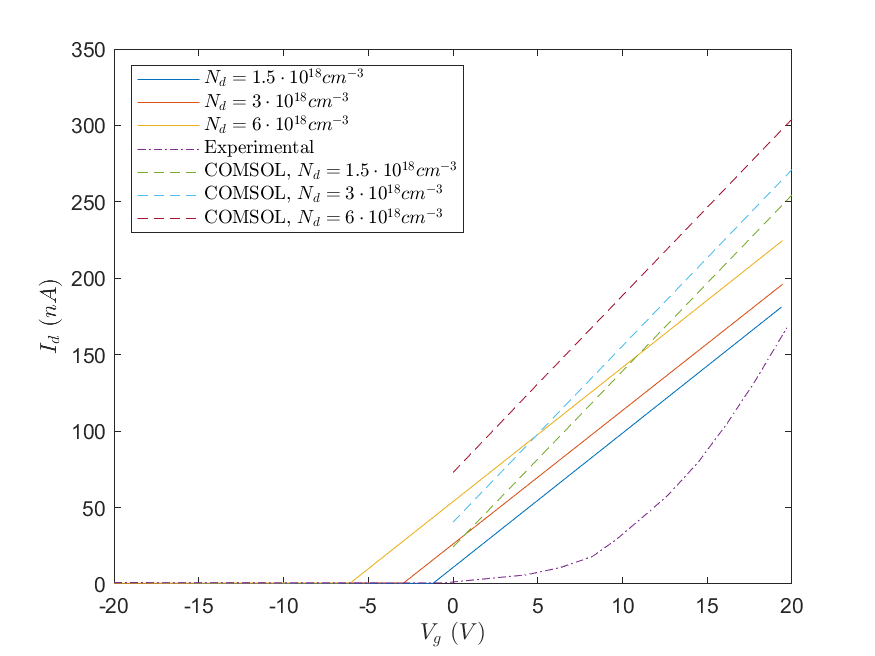 350
300
250
200
150
100
50
0
I_d (nA)
N_d = 1.5 · 10^18 cm^−3
N_d = 3 · 10^18 cm^−3
N_d = 6 · 10^18 cm^−3
Experimental
COMSOL, N_d = 1.5 · 10^18 cm^−3
COMSOL, N_d = 3 · 10^18 cm^−3
COMSOL, N_d = 6 · 10^18 cm^−3
-20 -15 -10 -5 0 5 10 15 20
V_g (V)